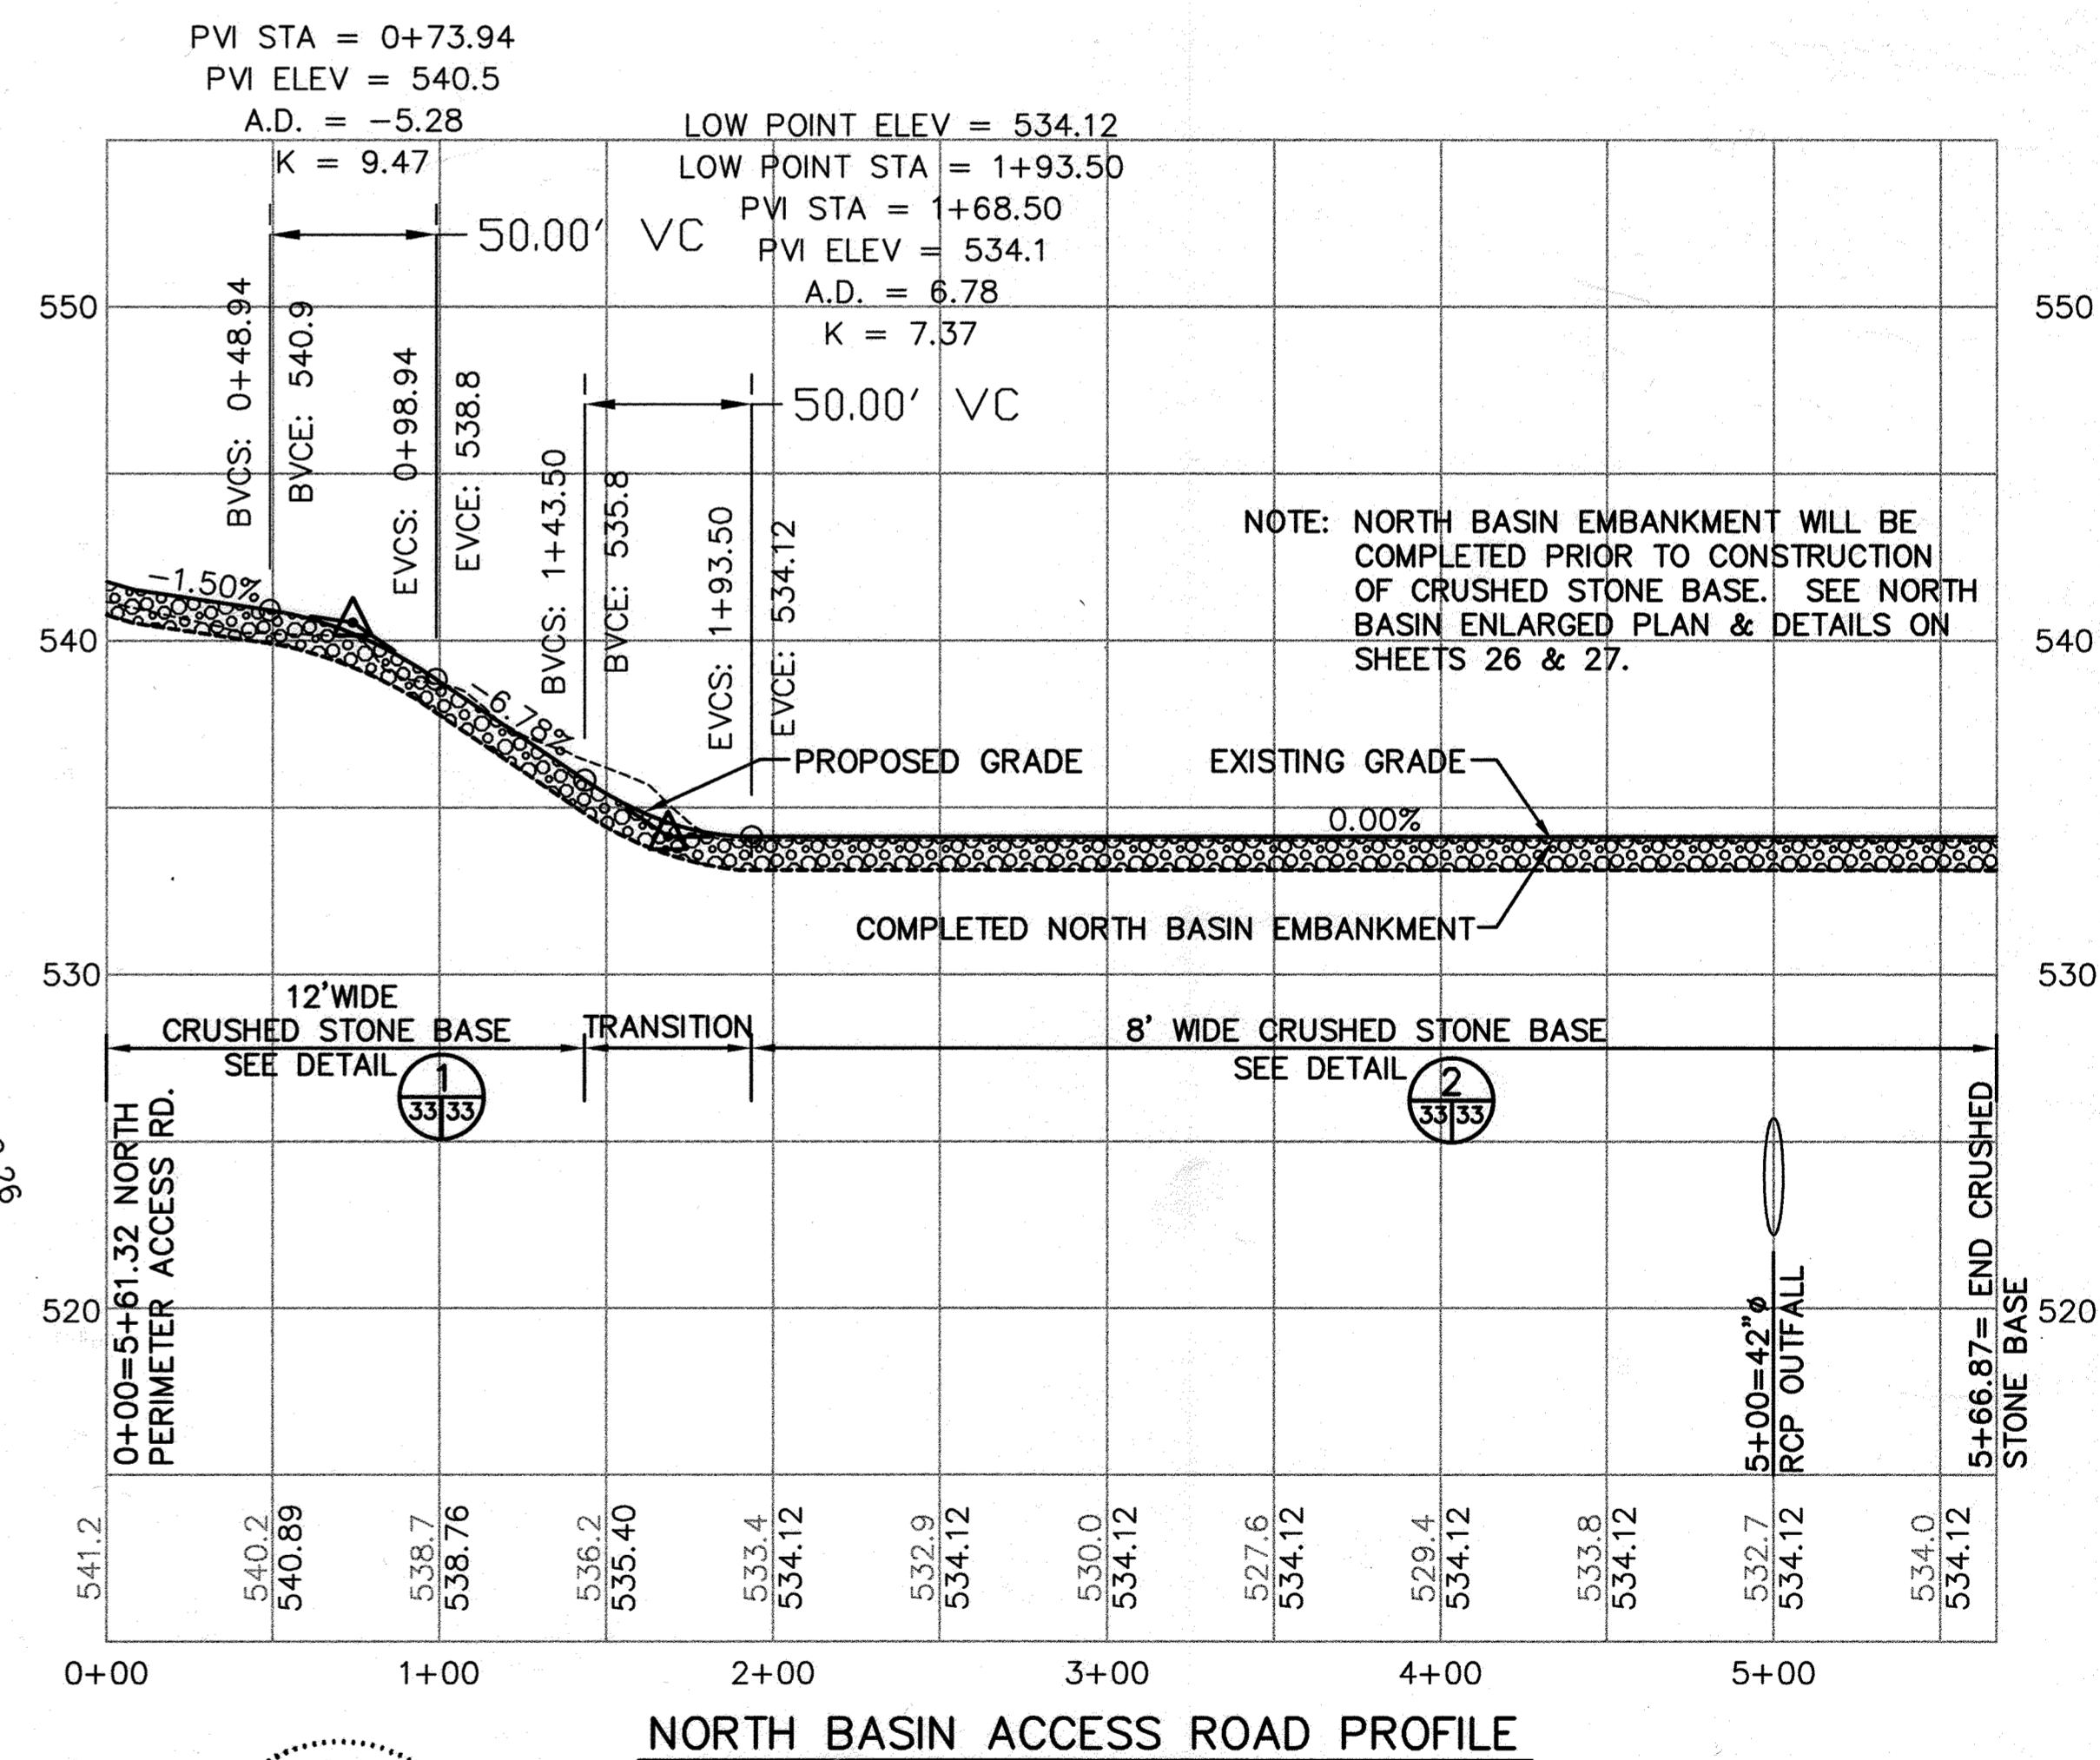 PVI STA = 0+73.94
PVI ELEV = 540.5
A.D. = -5.28
K = 9.47
LOW POINT ELEV = 534.12
LOW POINT STA = 1+93.50
PVI STA = 1+68.50
PVI ELEV = 534.1
A.D. = 6.78
K = 7.37
50.00' VC
50.00' VC
BVCS: 0+48.94
BVCE: 540.9
EVCS: 0+98.94
EVCE: 538.8
BVCS: 1+43.50
BVCE: 535.8
EVCS: 1+93.50
EVCE: 534.12
550
550
540
540
530
530
520
520
-1.50%
-6.78%
0.00%
NOTE: NORTH BASIN EMBANKMENT WILL BE
COMPLETED PRIOR TO CONSTRUCTION
OF CRUSHED STONE BASE. SEE NORTH
BASIN ENLARGED PLAN & DETAILS ON
SHEETS 26 & 27.
PROPOSED GRADE
EXISTING GRADE
COMPLETED NORTH BASIN EMBANKMENT
12'WIDE
CRUSHED STONE BASE
SEE DETAIL
1
33 33
TRANSITION
8' WIDE CRUSHED STONE BASE
SEE DETAIL
2
33 33
0+00=5+61.32 NORTH
PERIMETER ACCESS RD.
5+00=42"ø
RCP OUTFALL
5+66.87= END CRUSHED
STONE BASE
541.2
540.2
540.89
538.7
538.76
536.2
535.40
533.4
534.12
532.9
534.12
530.0
534.12
527.6
534.12
529.4
534.12
533.8
534.12
532.7
534.12
534.0
534.12
0+00
1+00
2+00
3+00
4+00
5+00
NORTH BASIN ACCESS ROAD PROFILE